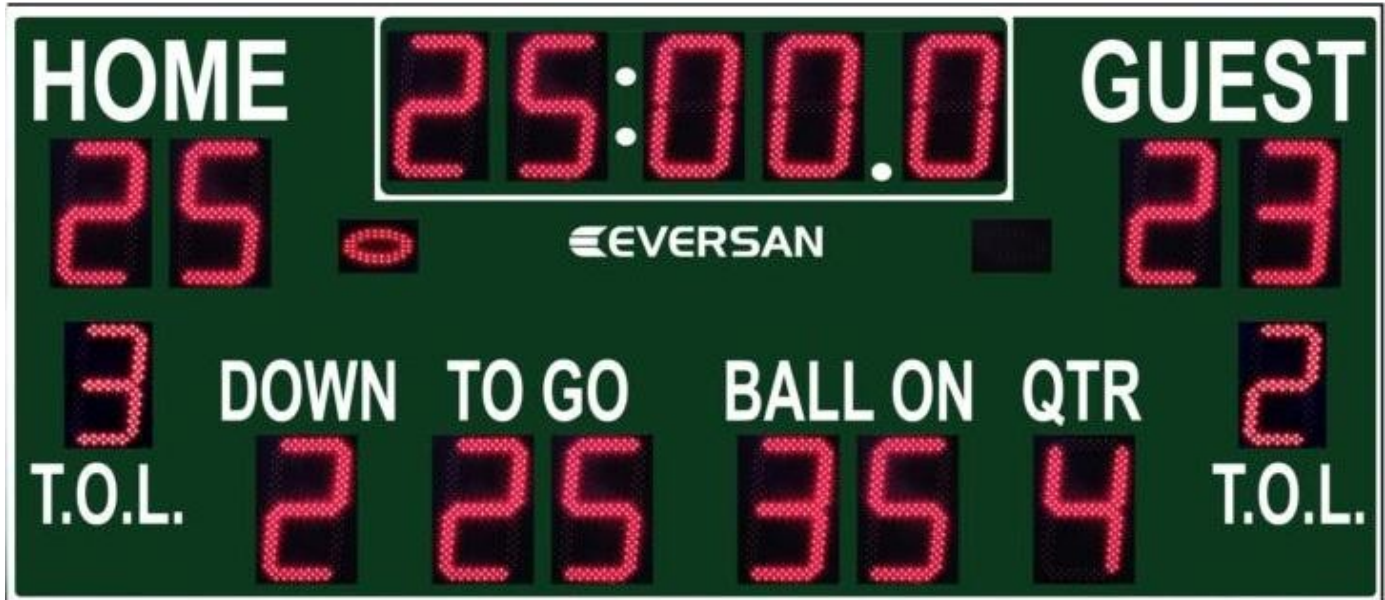 HOME 25:00.0 GUEST
25 23
EVERSAN
3 2
DOWN TO GO BALL ON QTR
T.O.L. 2 25 35 4 T.O.L.